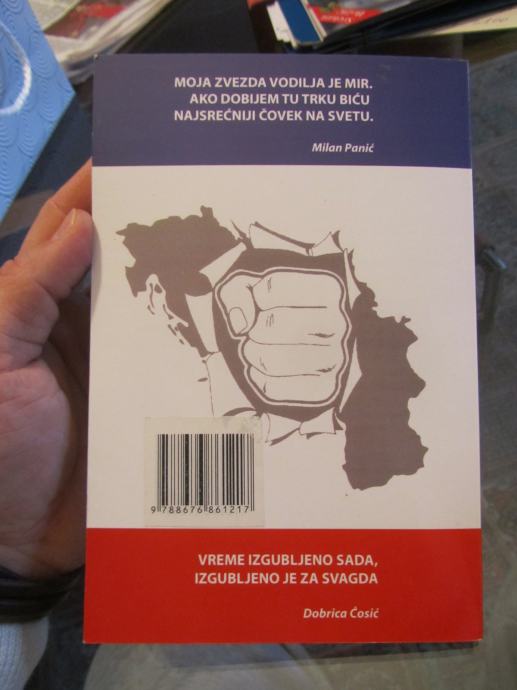 MOJA ZVEZDA VODILJA JE MIR.
AKO DOBIJEM TU TRKU BIĆU
NAJSREĆNIJI ČOVEK NA SVETU.
Milan Panić
9 788676 861217
VREME IZGUBLJENO SADA,
IZGUBLJENO JE ZA SVAGDA
Dobrica Ćosić